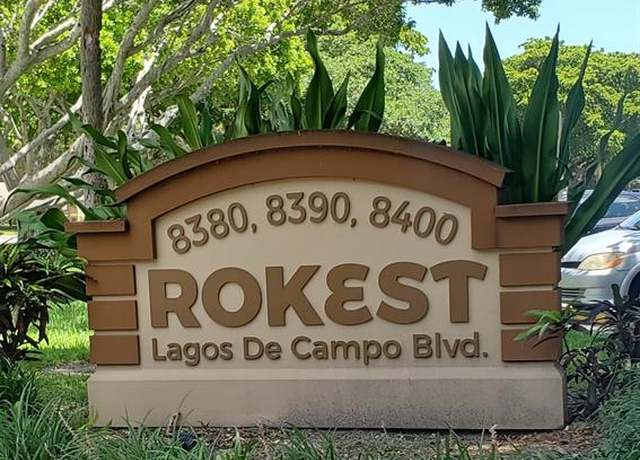 8380, 8390, 8400
ROKEST
Lagos De Campo Blvd.